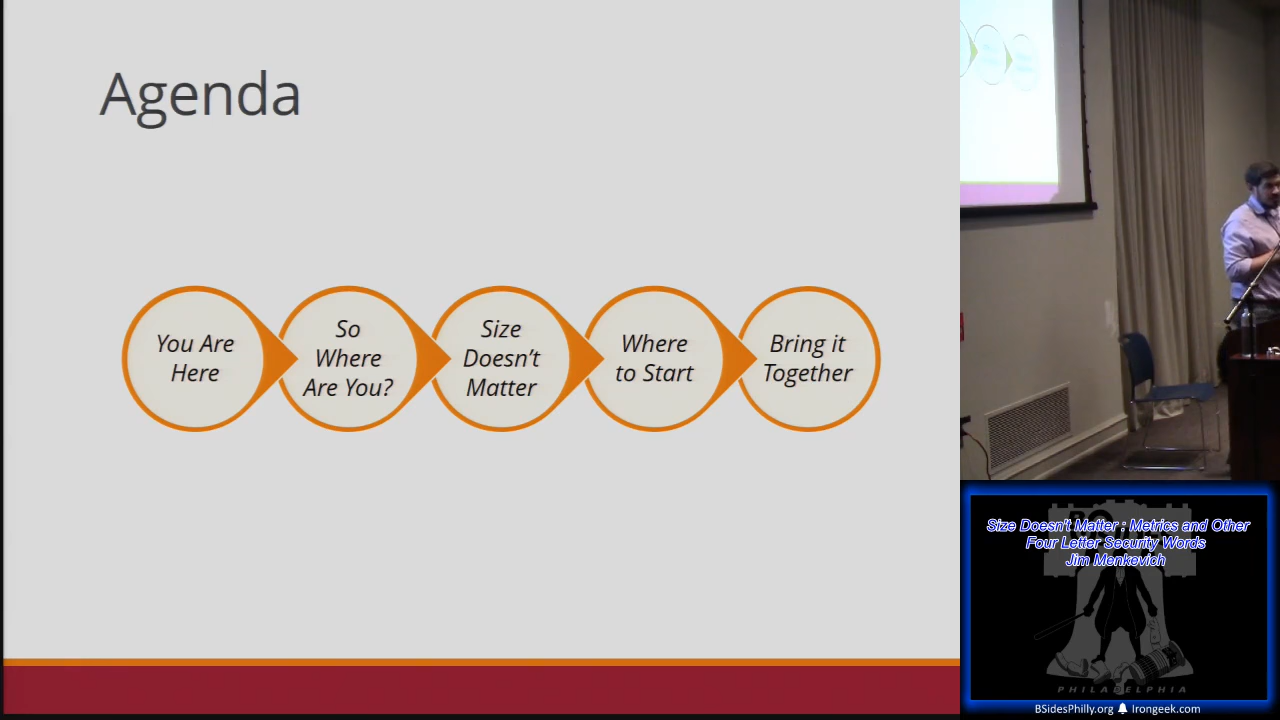 Agenda
You Are
Here
So
Where
Are You?
Size
Doesn't
Matter
Where
to Start
Bring it
Together
Size Doesn't Matter : Metrics and Other
Four Letter Security Words
Jim Menkevich
PHILADELPHIA
BSidesPhilly.org Irongeek.com